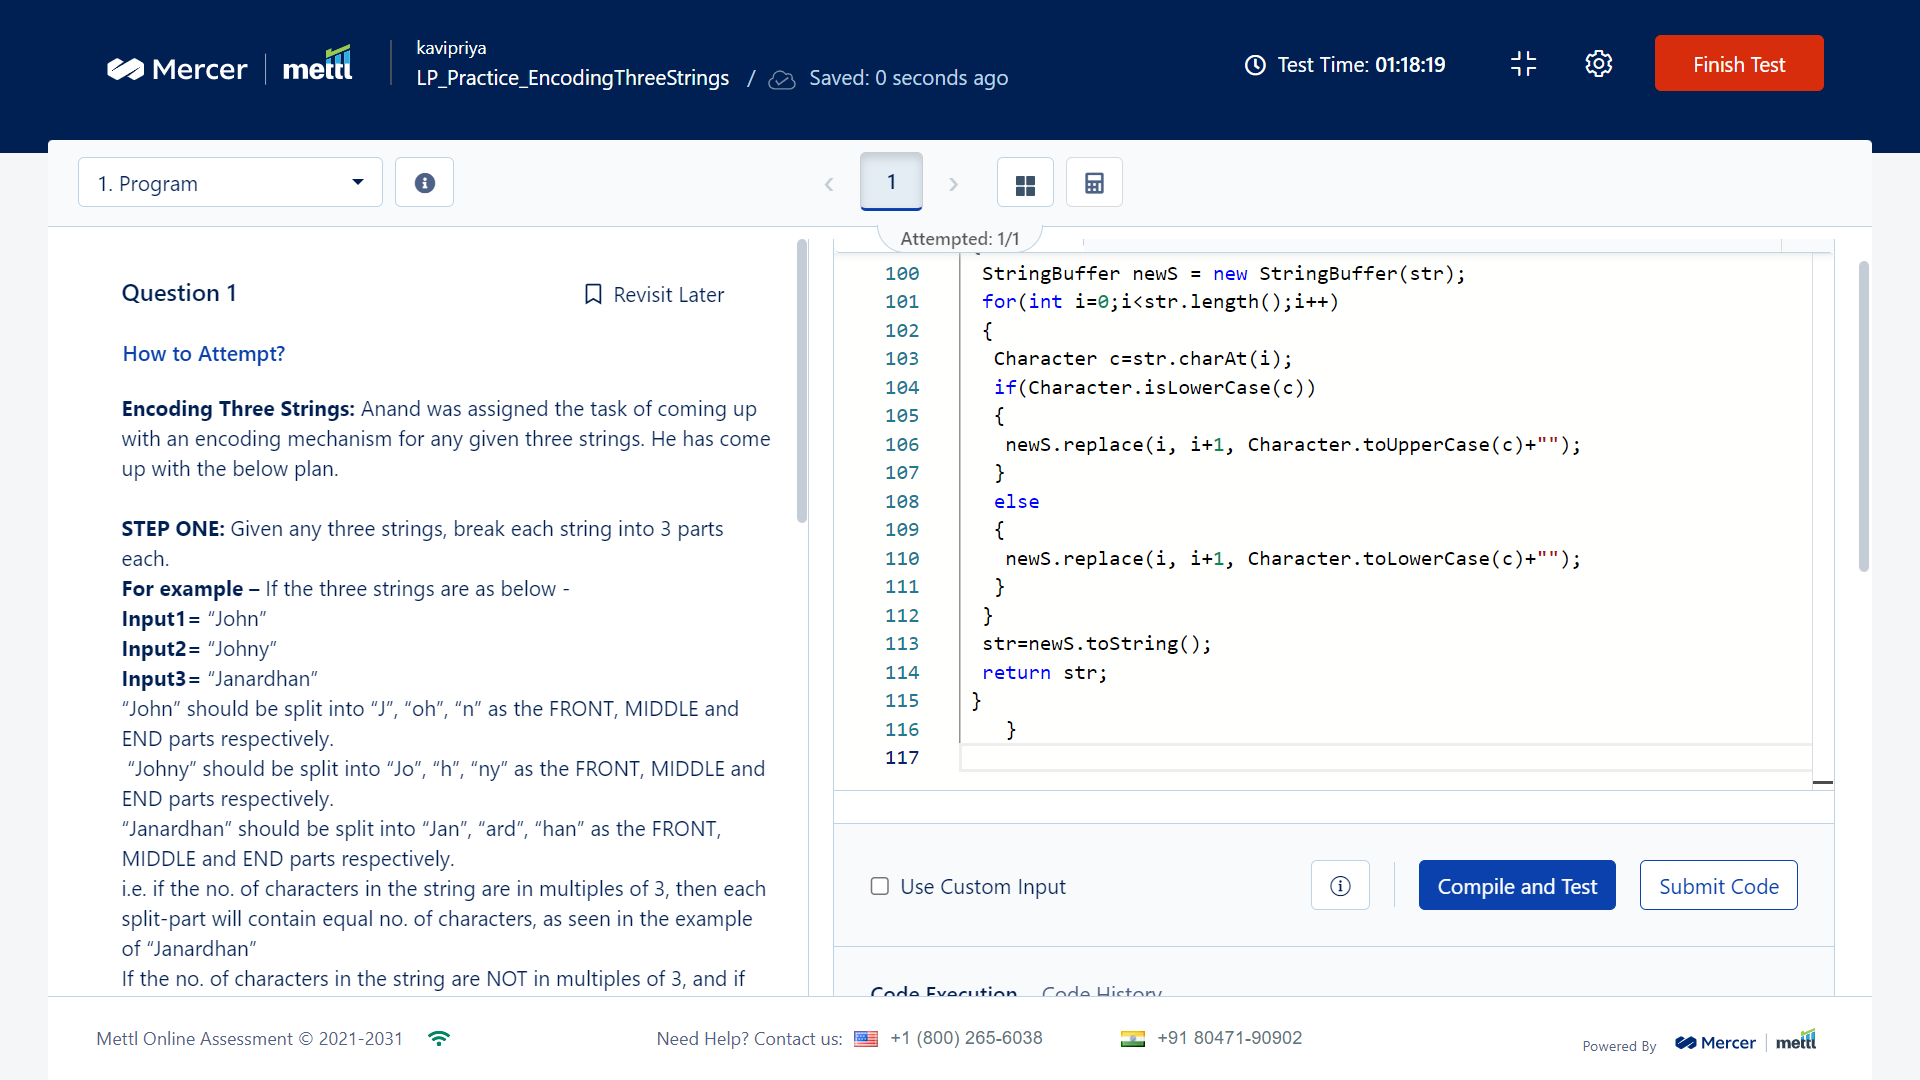 Mercer mettl
kavipriya
LP_Practice_EncodingThreeStrings / Saved: 0 seconds ago
Test Time: 01:18:19
Finish Test
1. Program
1
Attempted: 1/1
Question 1
Revisit Later
How to Attempt?
Encoding Three Strings: Anand was assigned the task of coming up
with an encoding mechanism for any given three strings. He has come
up with the below plan.
STEP ONE: Given any three strings, break each string into 3 parts
each.
For example – If the three strings are as below -
Input1= “John”
Input2= “Johny”
Input3= “Janardhan”
“John” should be split into “J”, “oh”, “n” as the FRONT, MIDDLE and
END parts respectively.
“Johny” should be split into “Jo”, “h”, “ny” as the FRONT, MIDDLE and
END parts respectively.
“Janardhan” should be split into “Jan”, “ard”, “han” as the FRONT,
MIDDLE and END parts respectively.
i.e. if the no. of characters in the string are in multiples of 3, then each
split-part will contain equal no. of characters, as seen in the example
of “Janardhan”
If the no. of characters in the string are NOT in multiples of 3, and if
100 StringBuffer newS = new StringBuffer(str);
101 for(int i=0;i<str.length();i++)
102 {
103 Character c=str.charAt(i);
104 if(Character.isLowerCase(c))
105 {
106 newS.replace(i, i+1, Character.toUpperCase(c)+"");
107 }
108 else
109 {
110 newS.replace(i, i+1, Character.toLowerCase(c)+"");
111 }
112 }
113 str=newS.toString();
114 return str;
115 }
116 }
117
Use Custom Input
Compile and Test
Submit Code
Code Execution Code History
Mettl Online Assessment © 2021-2031
Need Help? Contact us: +1 (800) 265-6038
+91 80471-90902
Powered By Mercer mettl